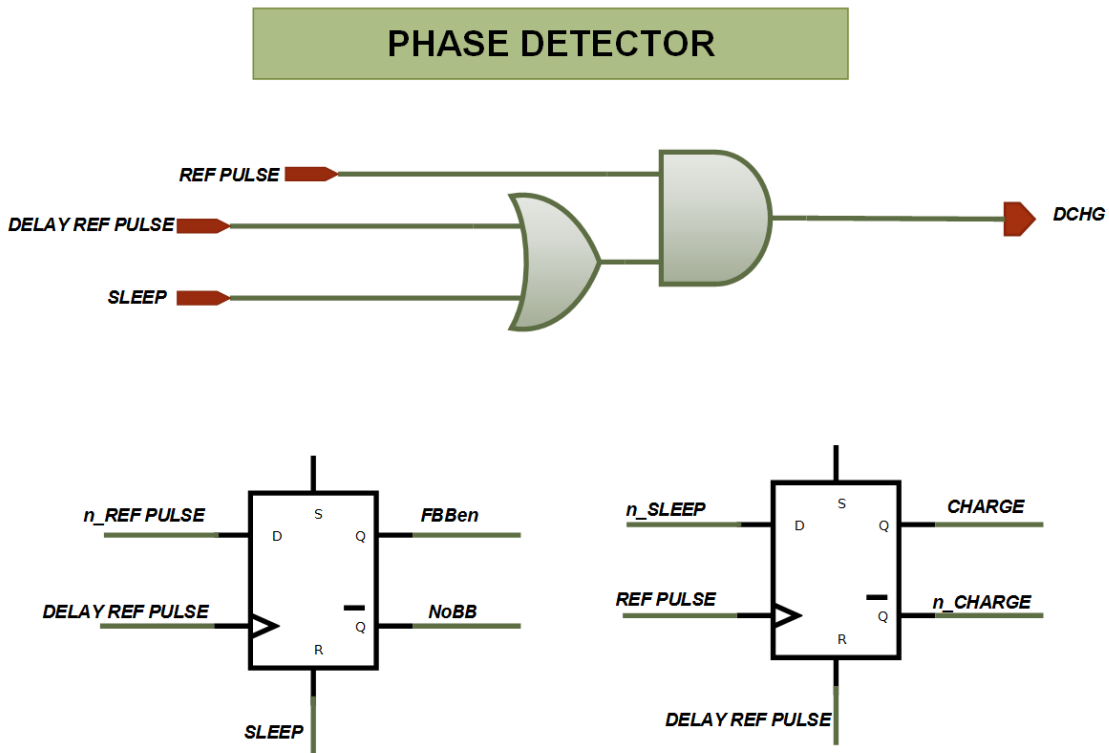 PHASE DETECTOR
REF PULSE
DELAY REF PULSE
DCHG
SLEEP
n_REF PULSE
S
FBBen
D
Q
DELAY REF PULSE
NoBB
Q
R
SLEEP
n_SLEEP
S
CHARGE
D
Q
REF PULSE
n_CHARGE
Q
R
DELAY REF PULSE